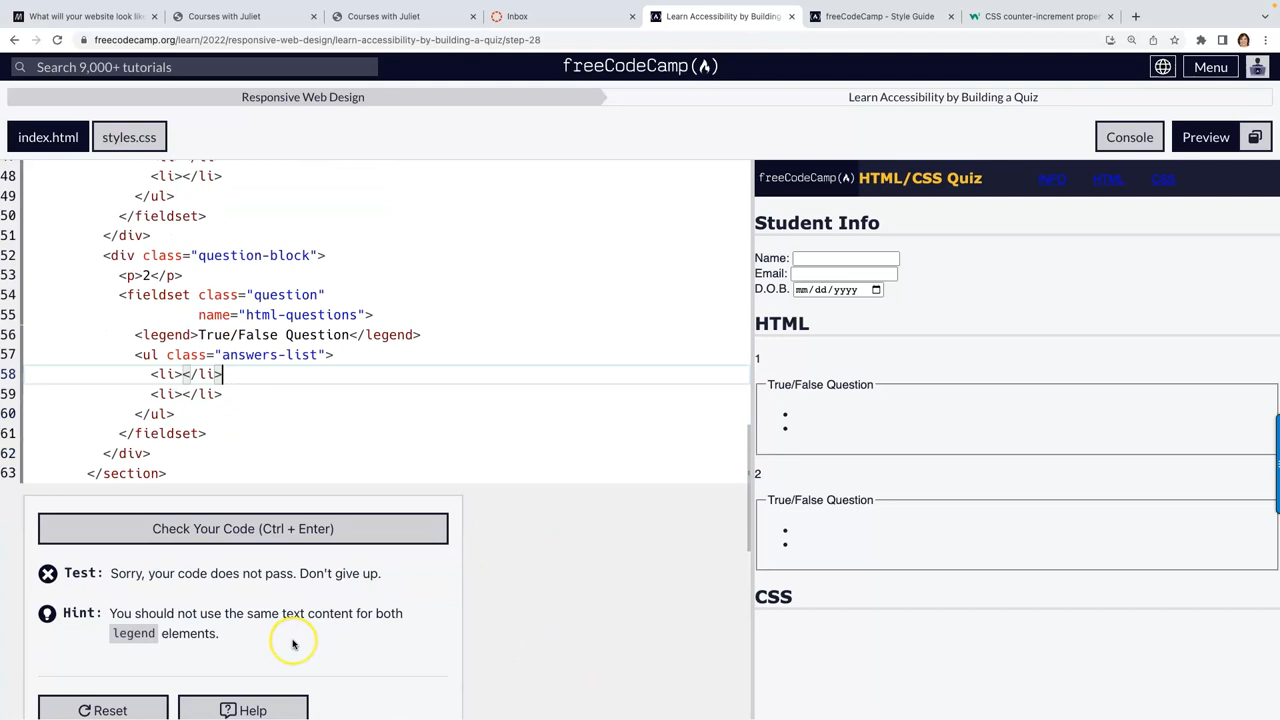 What will your website look like
Courses with Juliet
Courses with Juliet
Inbox
Learn Accessibility by Building
freeCodeCamp - Style Guide
CSS counter-increment prope
freecodecamp.org/learn/2022/responsive-web-design/learn-accessibility-by-building-a-quiz/step-28
Search 9,000+ tutorials
freeCodeCamp
Menu
Responsive Web Design
Learn Accessibility by Building a Quiz
index.html
styles.css
Console
Preview
48 <li></li>
49 </ul>
50 </fieldset>
51 </div>
52 <div class="question-block">
53 <p>2</p>
54 <fieldset class="question"
55 name="html-questions">
56 <legend>True/False Question</legend>
57 <ul class="answers-list">
58 <li></li>
59 <li></li>
60 </ul>
61 </fieldset>
62 </div>
63 </section>
Check Your Code (Ctrl + Enter)
Test: Sorry, your code does not pass. Don't give up.
Hint: You should not use the same text content for both
legend elements.
Reset
Help
freeCodeCamp HTML/CSS Quiz
INFO
HTML
CSS
Student Info
Name:
Email:
D.O.B. mm/dd/yyyy
HTML
1
True/False Question
2
True/False Question
CSS